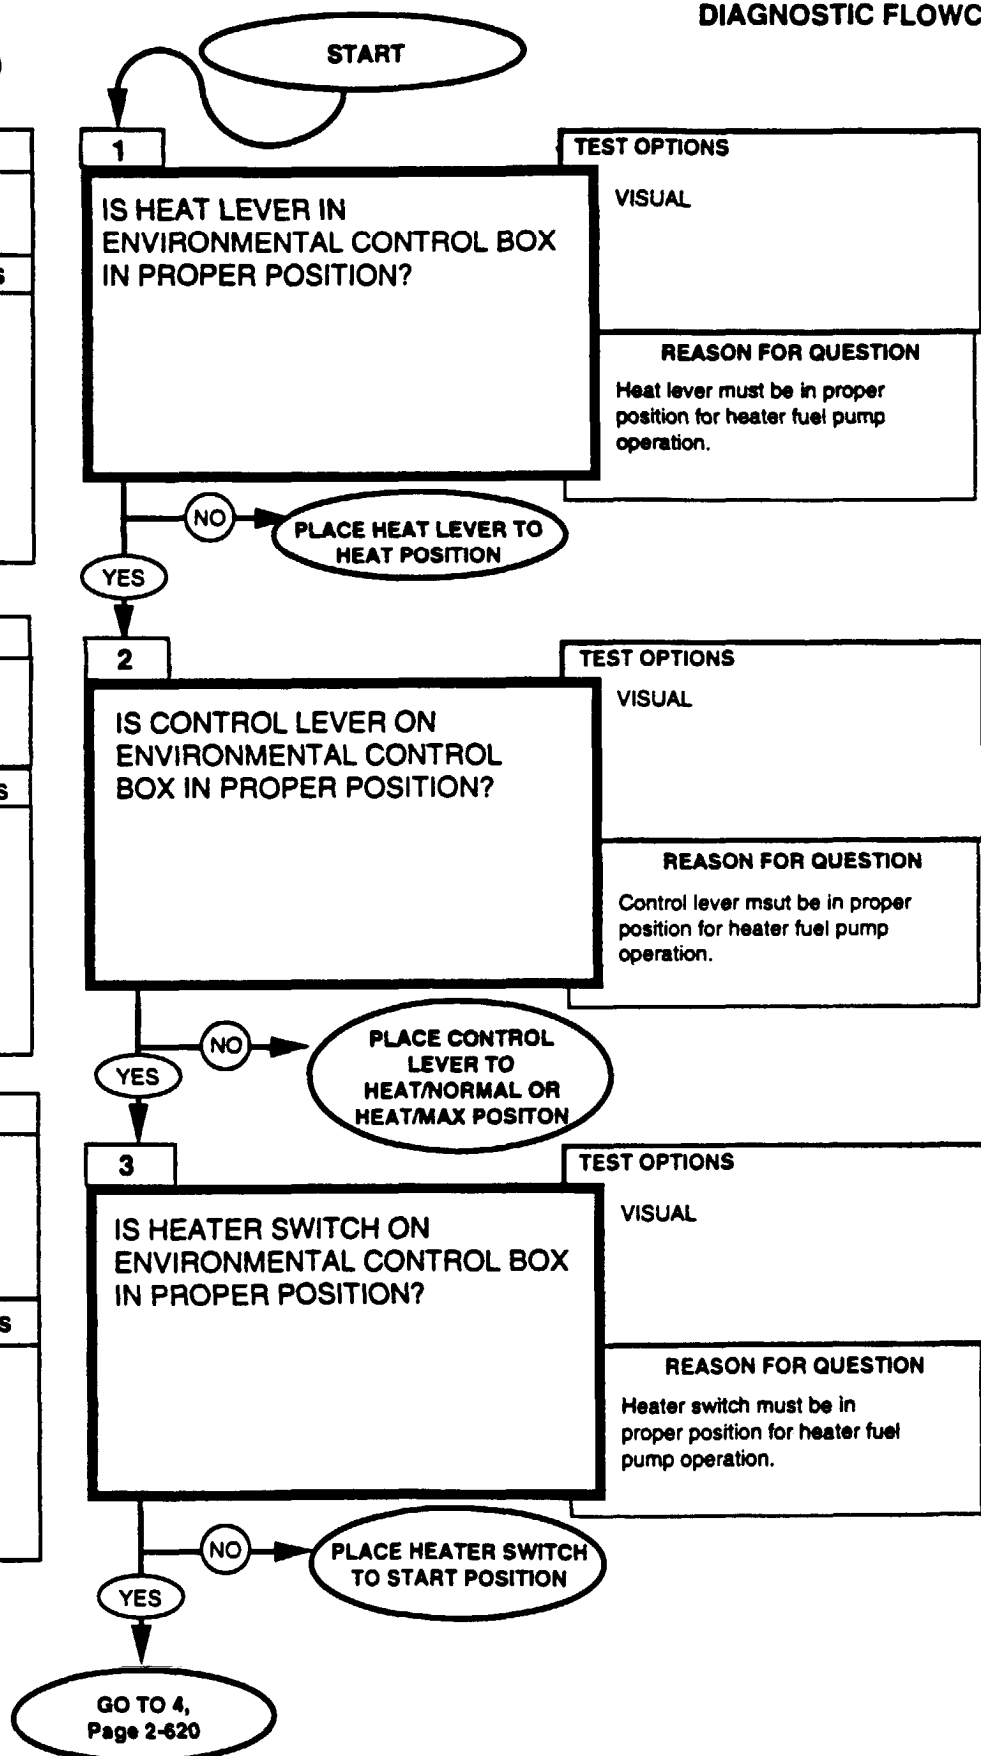 DIAGNOSTIC FLOWC
START
)
1
TEST OPTIONS
VISUAL
IS HEAT LEVER IN
ENVIRONMENTAL CONTROL BOX
IN PROPER POSITION?
S
REASON FOR QUESTION
Heat lever must be in proper
position for heater fuel pump
operation.
NO
PLACE HEAT LEVER TO
HEAT POSITION
YES
2
TEST OPTIONS
VISUAL
IS CONTROL LEVER ON
ENVIRONMENTAL CONTROL
BOX IN PROPER POSITION?
S
REASON FOR QUESTION
Control lever msut be in proper
position for heater fuel pump
operation.
NO
PLACE CONTROL
LEVER TO
HEAT/NORMAL OR
HEAT/MAX POSITON
YES
3
TEST OPTIONS
VISUAL
IS HEATER SWITCH ON
ENVIRONMENTAL CONTROL BOX
IN PROPER POSITION?
S
REASON FOR QUESTION
Heater switch must be in
proper position for heater fuel
pump operation.
NO
PLACE HEATER SWITCH
TO START POSITION
YES
GO TO 4,
Page 2-620